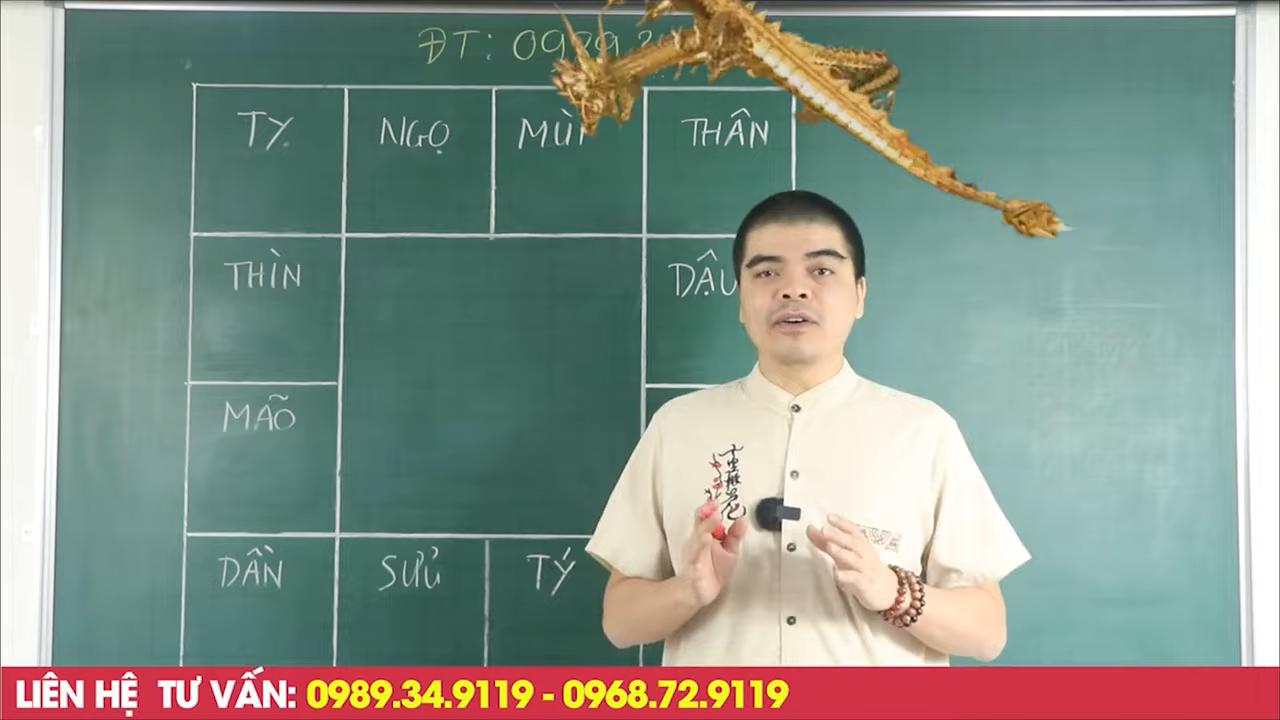 ĐT: 0989.3
TỴ NGỌ MÙI THÂN
THÌN DẬU
MÃO
DẦN SỬU TÝ
LIÊN HỆ TƯ VẤN: 0989.34.9119 - 0968.72.9119